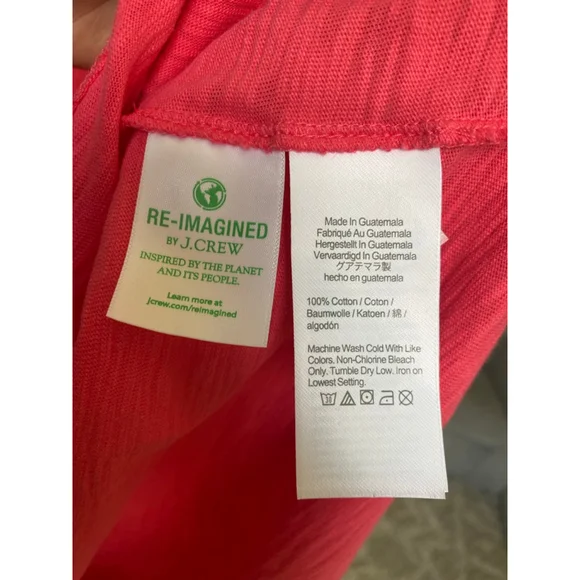 RE-IMAGINED
BY J.CREW
INSPIRED BY THE PLANET
AND ITS PEOPLE.
Learn more at
jcrew.com/reimagined
Made In Guatemala
Fabriqué Au Guatemala
Hergestellt In Guatemala
Vervaardigd In Guatemala
グアテマラ製
hecho en guatemala
100% Cotton / Coton /
Baumwolle / Katoen / 綿 /
algodón
Machine Wash Cold With Like
Colors. Non-Chlorine Bleach
Only. Tumble Dry Low. Iron on
Lowest Setting.